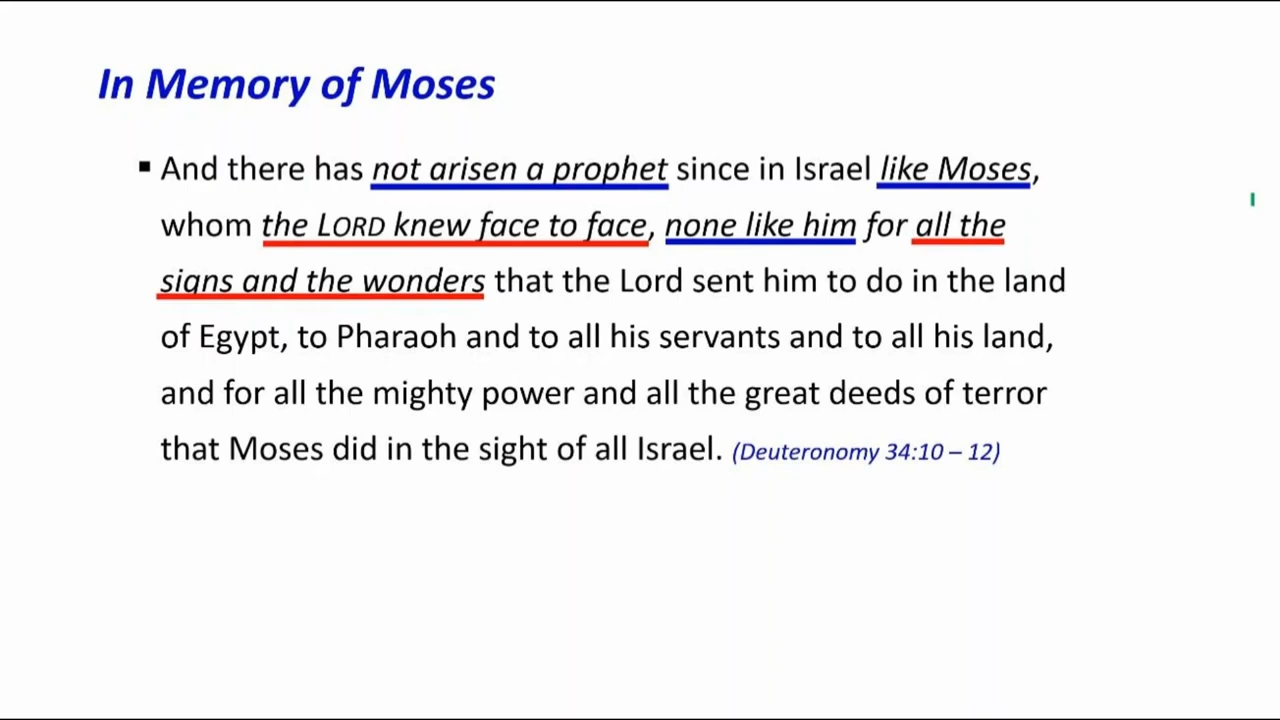 In Memory of Moses
▪ And there has not arisen a prophet since in Israel like Moses,
whom the LORD knew face to face, none like him for all the
signs and the wonders that the Lord sent him to do in the land
of Egypt, to Pharaoh and to all his servants and to all his land,
and for all the mighty power and all the great deeds of terror
that Moses did in the sight of all Israel. (Deuteronomy 34:10 – 12)